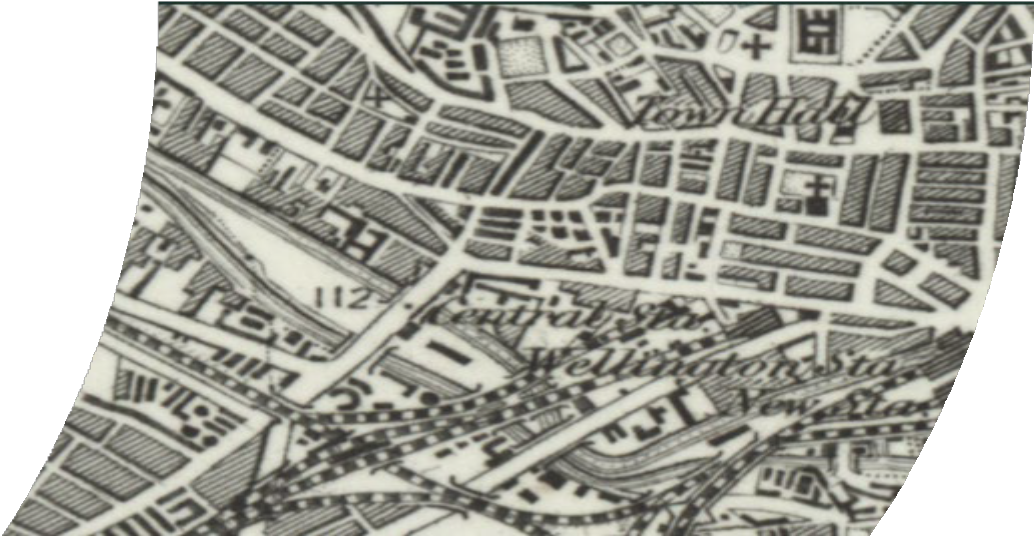 Town Hall
112
Central Sta.
Wellington Sta.
New Sta.